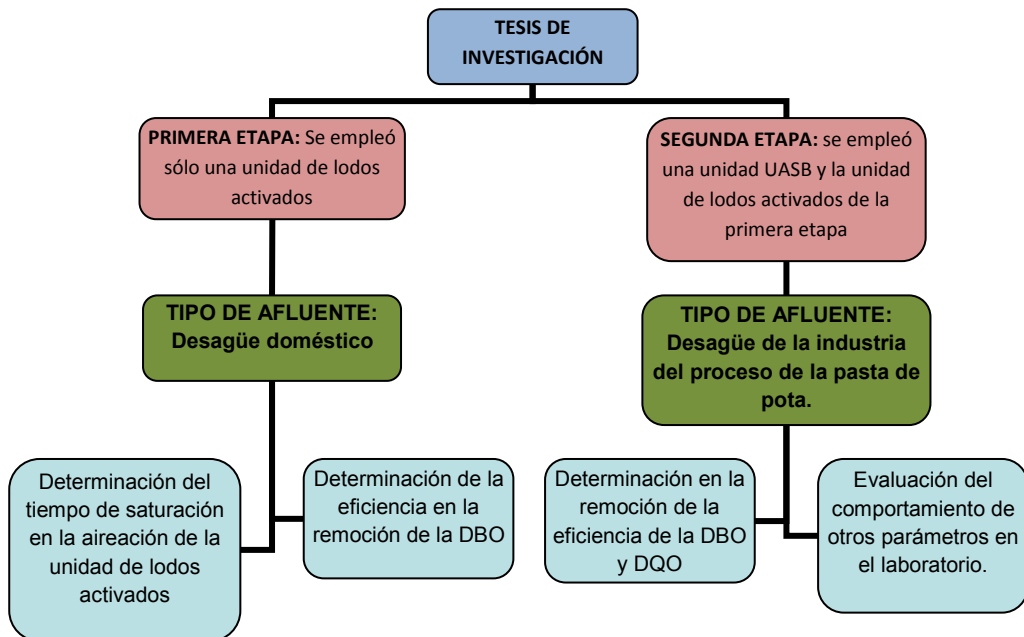 TESIS DE
INVESTIGACIÓN
PRIMERA ETAPA: Se empleó
sólo una unidad de lodos
activados
SEGUNDA ETAPA: se empleó
una unidad UASB y la unidad
de lodos activados de la
primera etapa
TIPO DE AFLUENTE:
Desagüe doméstico
TIPO DE AFLUENTE:
Desagüe de la industria
del proceso de la pasta de
pota.
Determinación del
tiempo de saturación
en la aireación de la
unidad de lodos
activados
Determinación de la
eficiencia en la
remoción de la DBO
Determinación en la
remoción de la
eficiencia de la DBO
y DQO
Evaluación del
comportamiento de
otros parámetros en
el laboratorio.